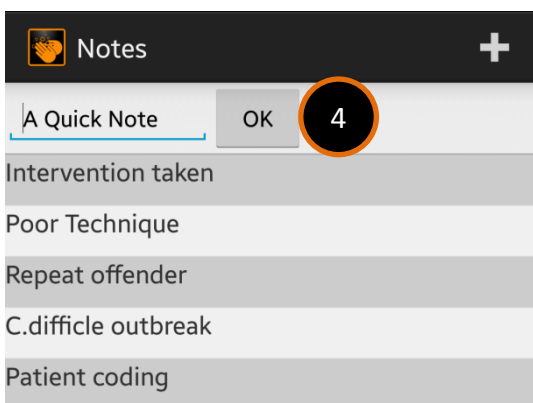 Notes
A Quick Note OK 4
Intervention taken
Poor Technique
Repeat offender
C.difficle outbreak
Patient coding